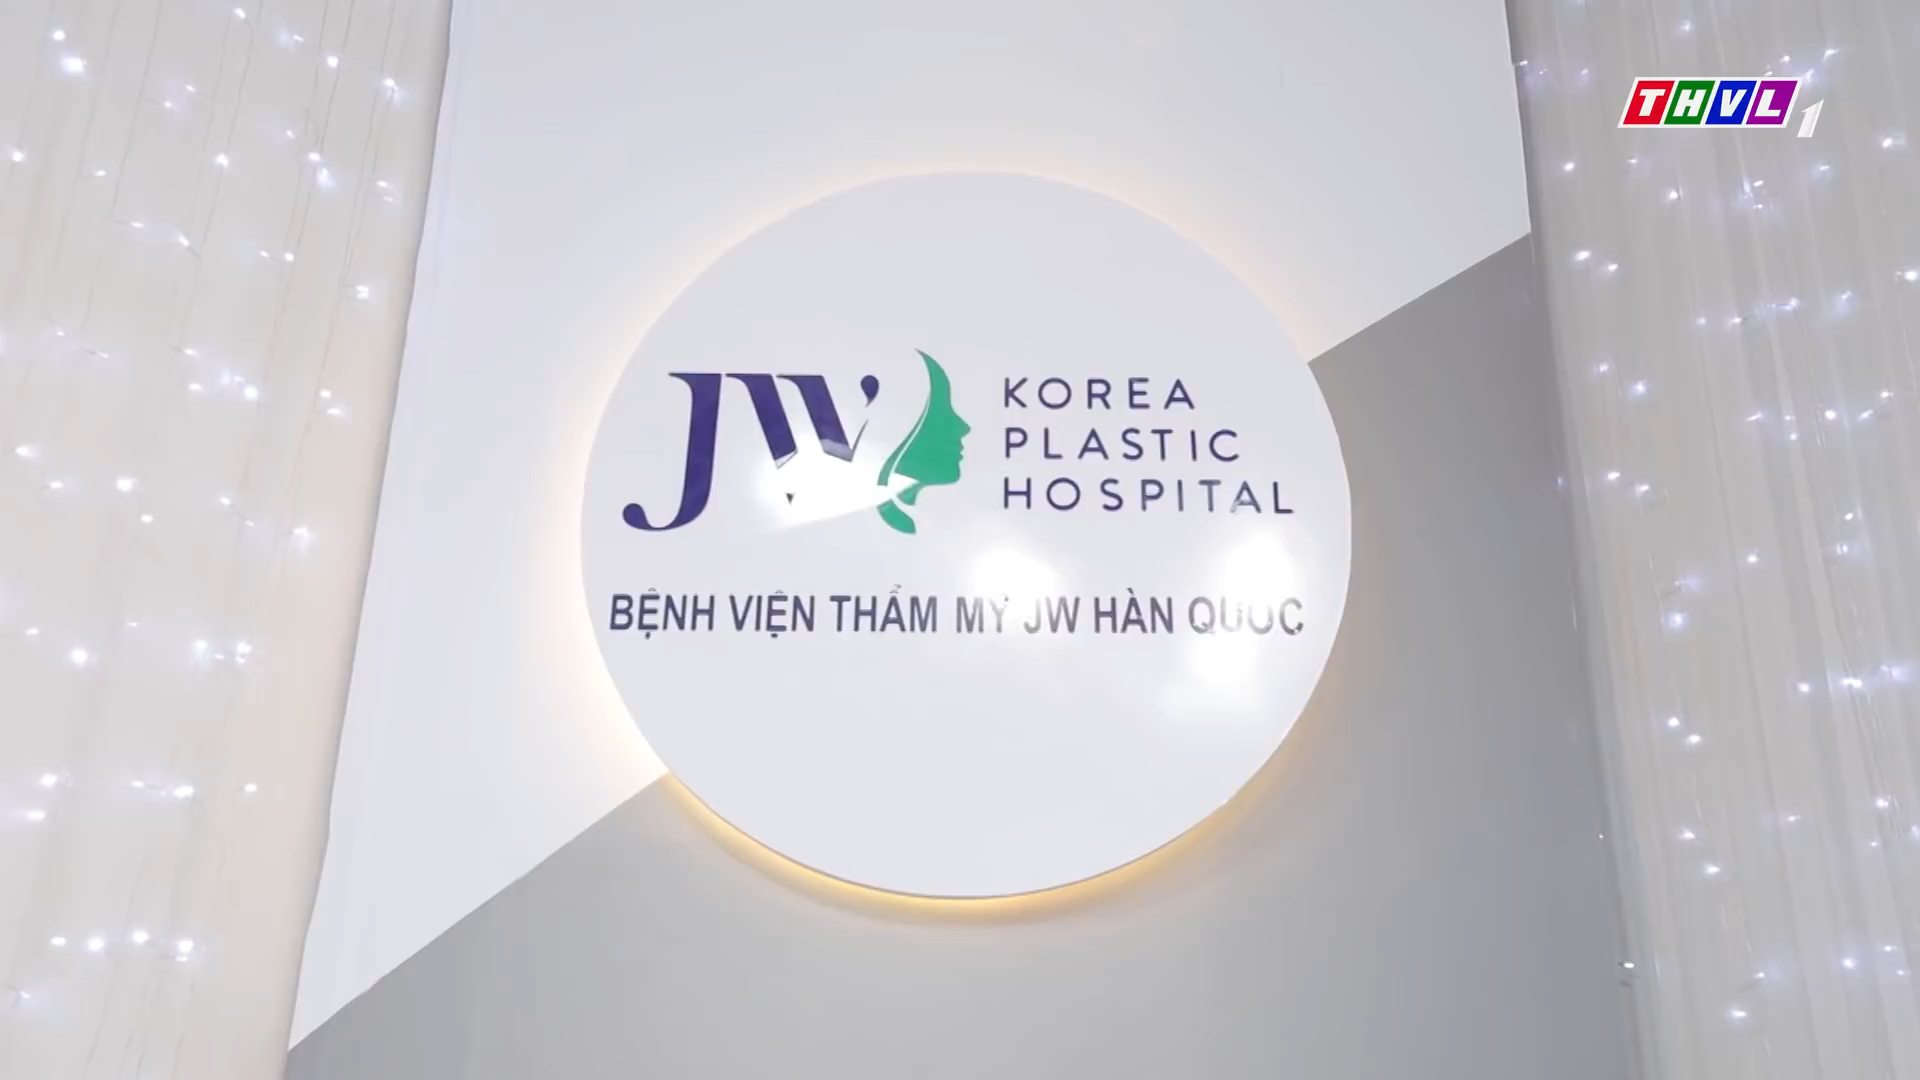 THVL1
JW
KOREA
PLASTIC
HOSPITAL
BỆNH VIỆN THẨM MỸ JW HÀN QUỐC